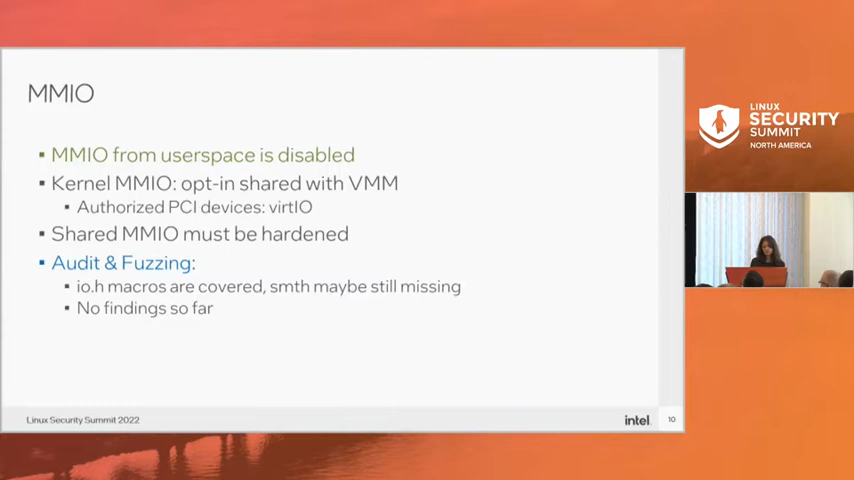 MMIO
▪ MMIO from userspace is disabled
▪ Kernel MMIO: opt-in shared with VMM
▪ Authorized PCI devices: virtIO
▪ Shared MMIO must be hardened
▪ Audit & Fuzzing:
▪ io.h macros are covered, smth maybe still missing
▪ No findings so far
Linux Security Summit 2022
intel.
10
LINUX
SECURITY
SUMMIT
NORTH AMERICA